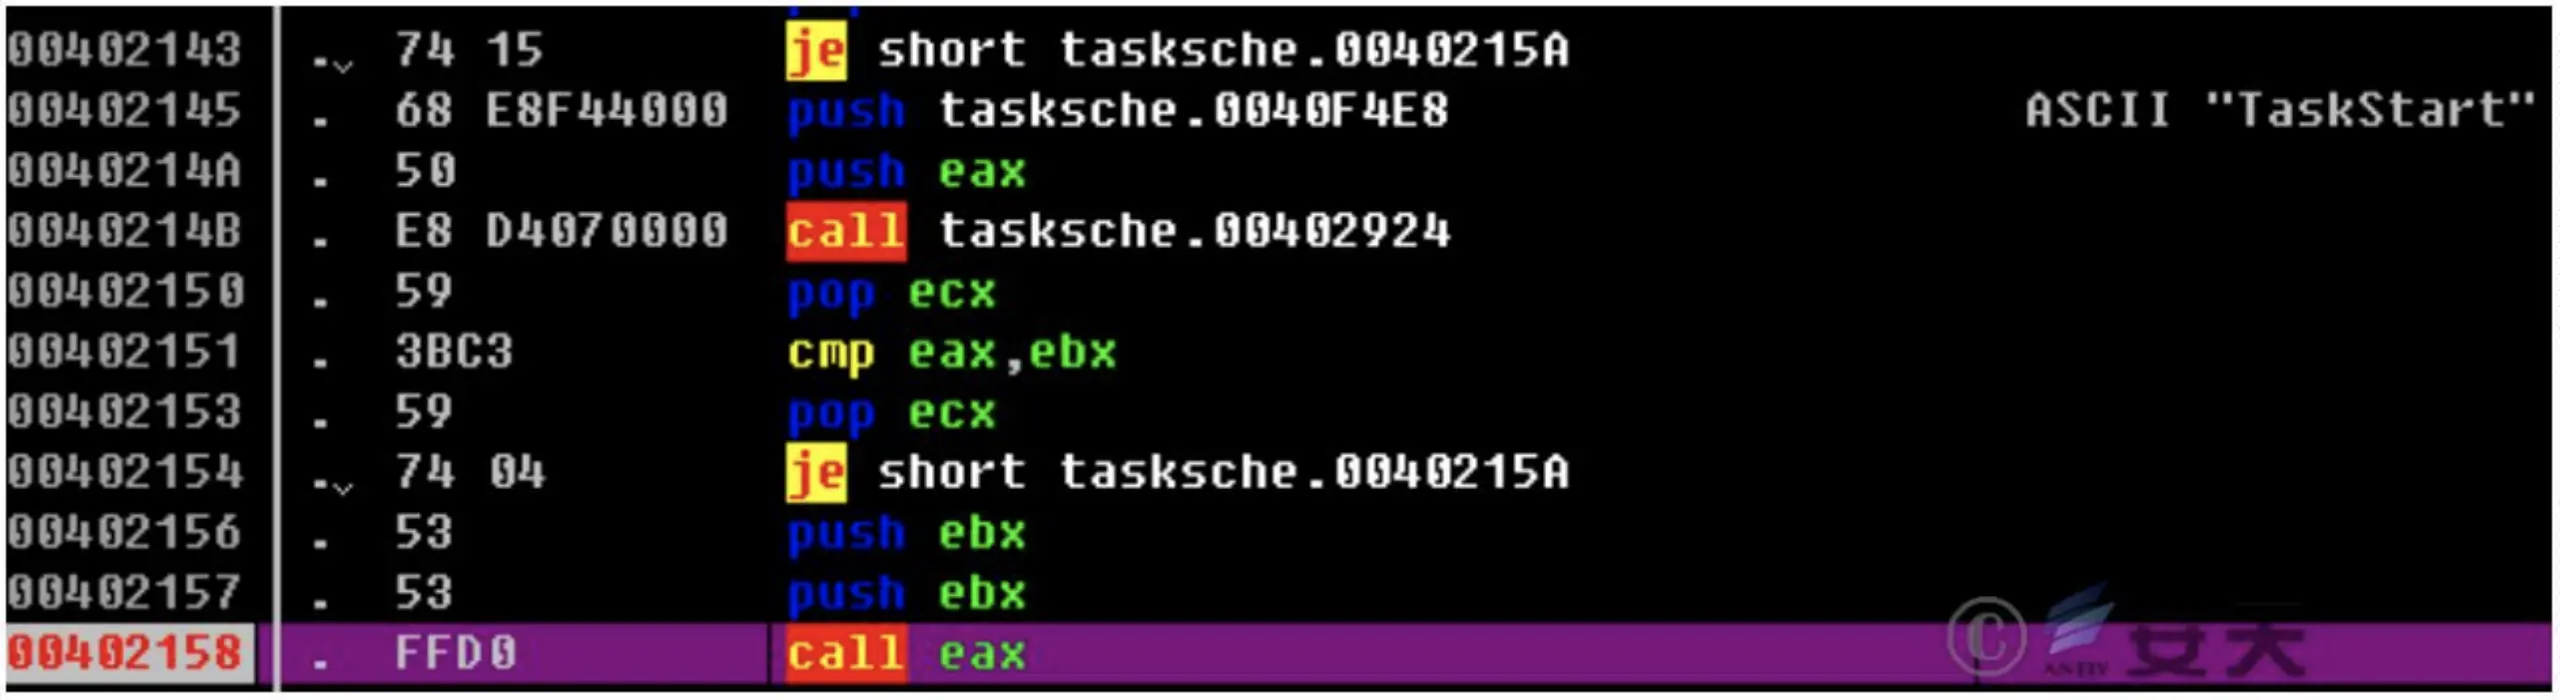 00402143 . 74 15 je short tasksche.0040215A
00402145 . 68 E8F44000 push tasksche.0040F4E8 ASCII "TaskStart"
0040214A . 50 push eax
0040214B . E8 D4070000 call tasksche.00402924
00402150 . 59 pop ecx
00402151 . 3BC3 cmp eax,ebx
00402153 . 59 pop ecx
00402154 . 74 04 je short tasksche.0040215A
00402156 . 53 push ebx
00402157 . 53 push ebx
00402158 . FFD0 call eax
© ANTIY 安天